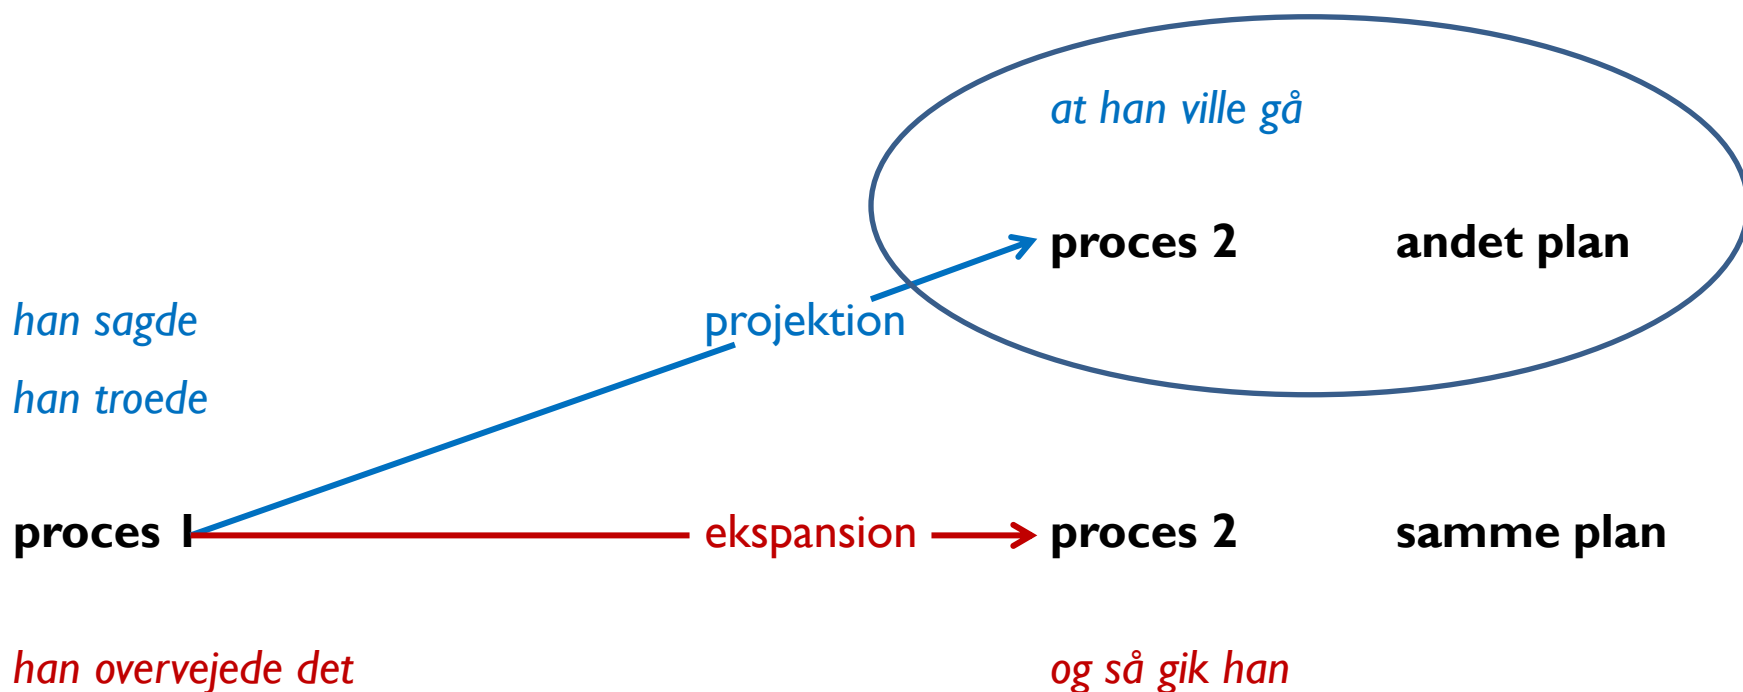 at han ville gå
proces 2 andet plan
han sagde projektion
han troede
proces 1 ekspansion proces 2 samme plan
han overvejede det og så gik han